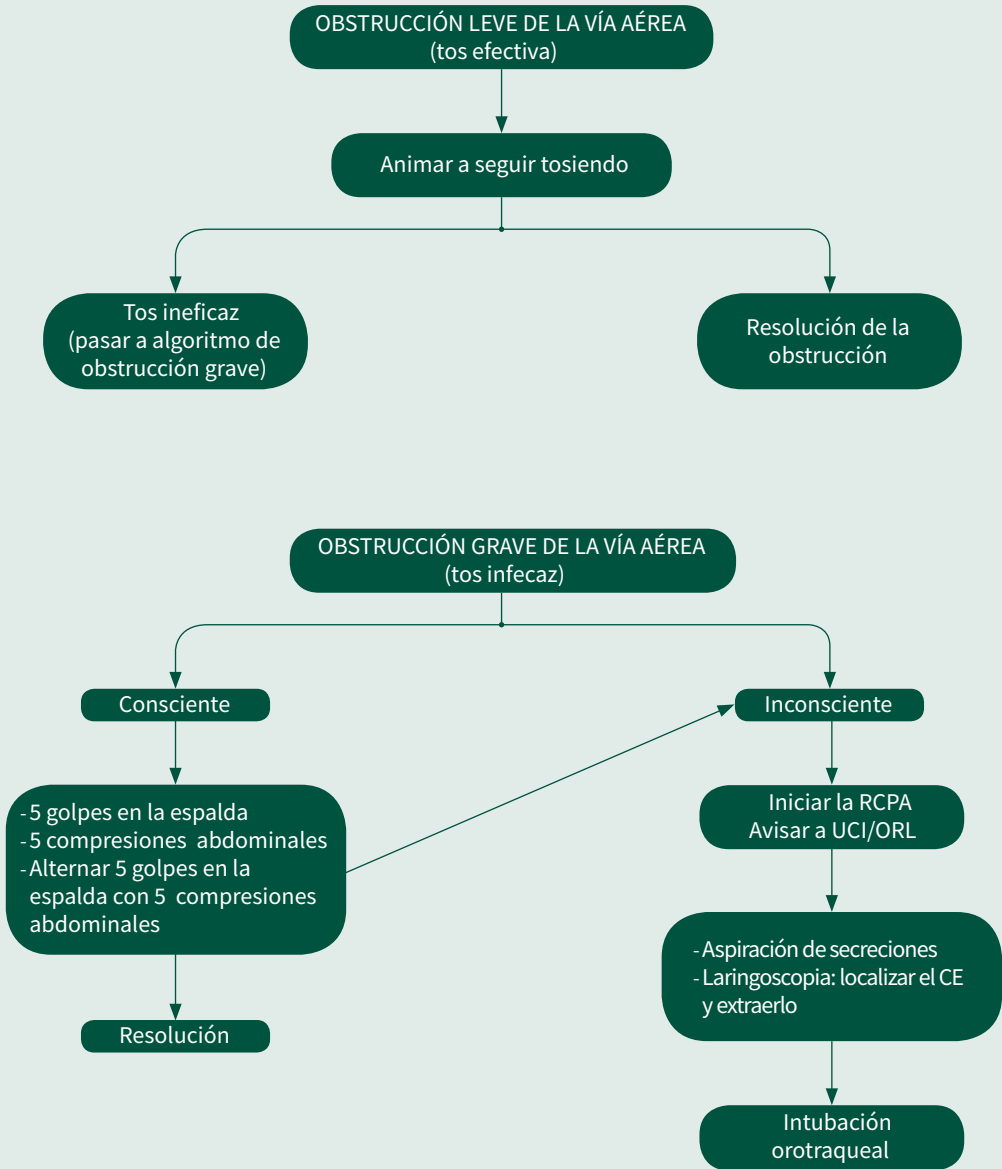 OBSTRUCCIÓN LEVE DE LA VÍA AÉREA
(tos efectiva)
Animar a seguir tosiendo
Tos ineficaz
(pasar a algoritmo de
obstrucción grave)
Resolución de la
obstrucción
OBSTRUCCIÓN GRAVE DE LA VÍA AÉREA
(tos infecaz)
Consciente
Inconsciente
- 5 golpes en la espalda
- 5 compresiones abdominales
- Alternar 5 golpes en la
espalda con 5 compresiones
abdominales
Iniciar la RCPA
Avisar a UCI/ORL
- Aspiración de secreciones
- Laringoscopia: localizar el CE
y extraerlo
Resolución
Intubación
orotraqueal